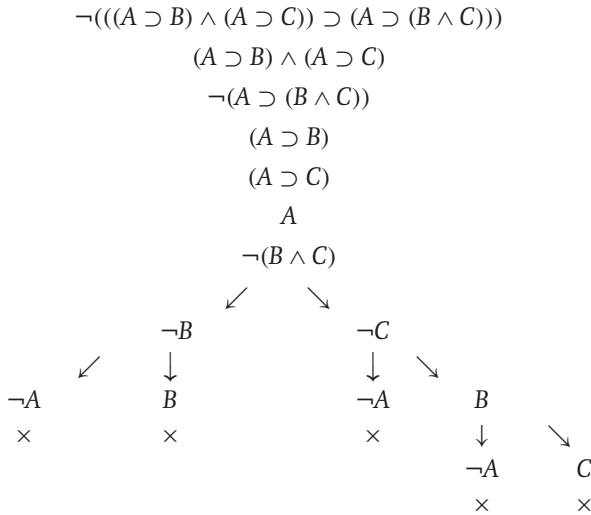 ¬(((A ⊃ B) ∧ (A ⊃ C)) ⊃ (A ⊃ (B ∧ C)))
(A ⊃ B) ∧ (A ⊃ C)
¬(A ⊃ (B ∧ C))
(A ⊃ B)
(A ⊃ C)
A
¬(B ∧ C)
↙ ↘
¬B ¬C
↙ ↓ ↓ ↘
¬A B ¬A B
× × × ↓ ↘
¬A C
× ×